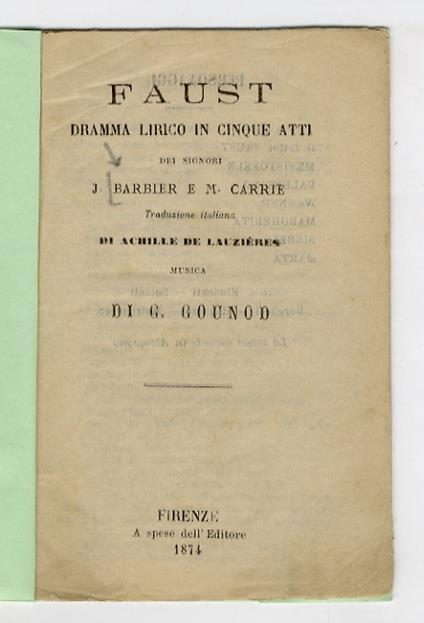 FAUST
DRAMMA LIRICO IN CINQUE ATTI
DEI SIGNORI
J. BARBIER E M. CARRIE
Traduzione italiana
DI ACHILLE DE LAUZIÈRES
MUSICA
DI G. GOUNOD
FIRENZE
A spese dell' Editore
1874